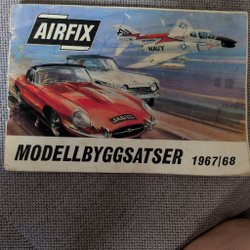 AIRFIX
NAVY
MODELLBYGGSATSER 1967/68